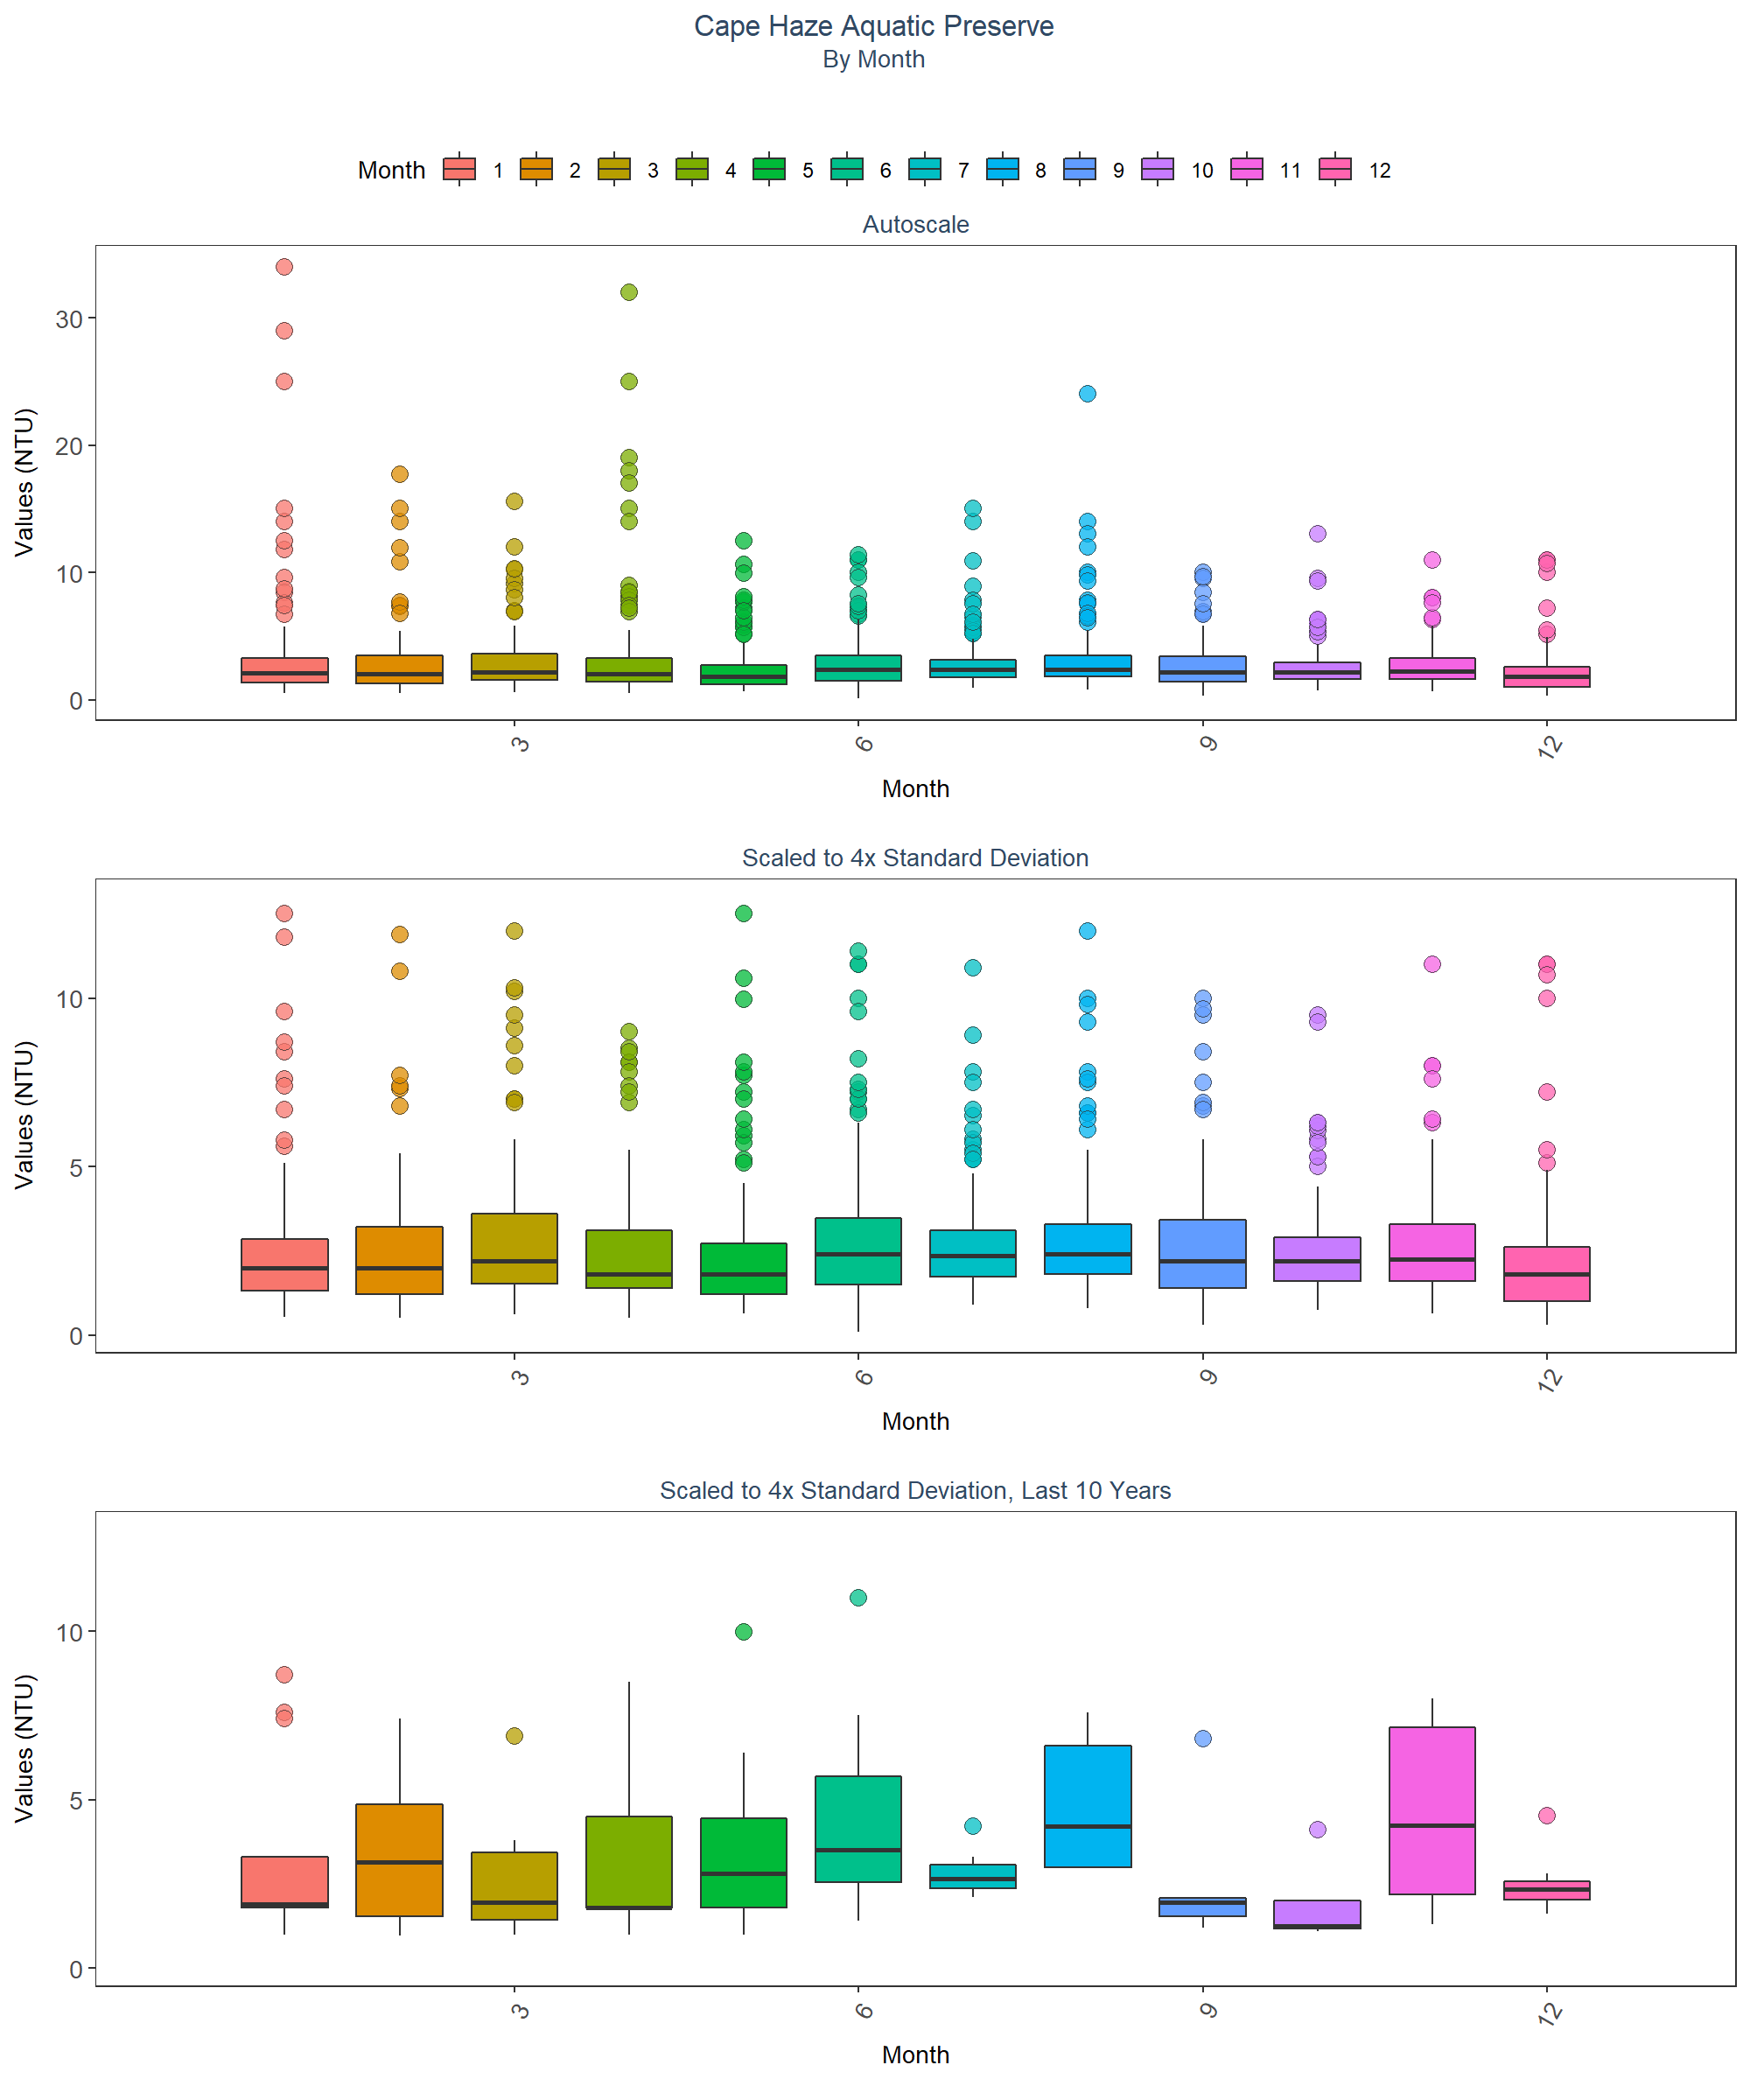 Cape Haze Aquatic Preserve
By Month
Month 1 2 3 4 5 6 7 8 9 10 11 12
Autoscale
Values (NTU)
30
20
10
0
3 6 9 12
Month
Scaled to 4x Standard Deviation
Values (NTU)
10
5
0
3 6 9 12
Month
Scaled to 4x Standard Deviation, Last 10 Years
Values (NTU)
10
5
0
3 6 9 12
Month